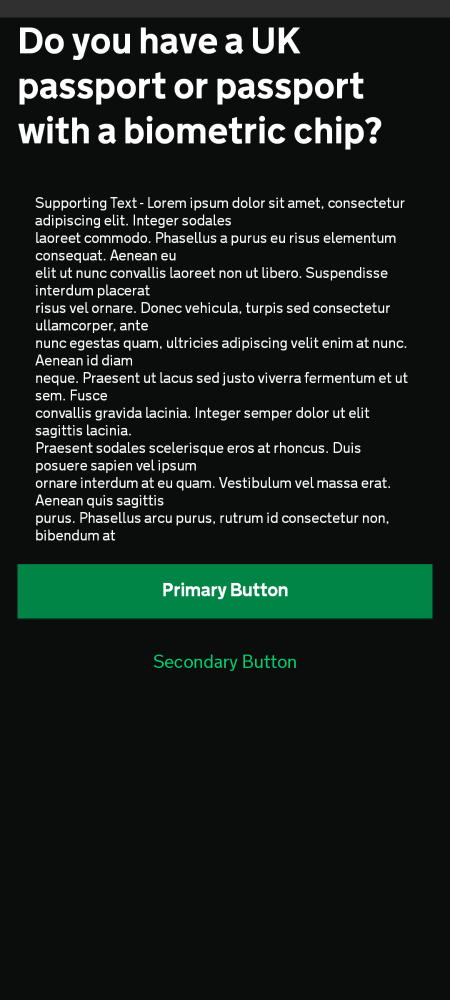 Do you have a UK
passport or passport
with a biometric chip?
Supporting Text - Lorem ipsum dolor sit amet, consectetur
adipiscing elit. Integer sodales
laoreet commodo. Phasellus a purus eu risus elementum
consequat. Aenean eu
elit ut nunc convallis laoreet non ut libero. Suspendisse
interdum placerat
risus vel ornare. Donec vehicula, turpis sed consectetur
ullamcorper, ante
nunc egestas quam, ultricies adipiscing velit enim at nunc.
Aenean id diam
neque. Praesent ut lacus sed justo viverra fermentum et ut
sem. Fusce
convallis gravida lacinia. Integer semper dolor ut elit
sagittis lacinia.
Praesent sodales scelerisque eros at rhoncus. Duis
posuere sapien vel ipsum
ornare interdum at eu quam. Vestibulum vel massa erat.
Aenean quis sagittis
purus. Phasellus arcu purus, rutrum id consectetur non,
bibendum at
Primary Button
Secondary Button